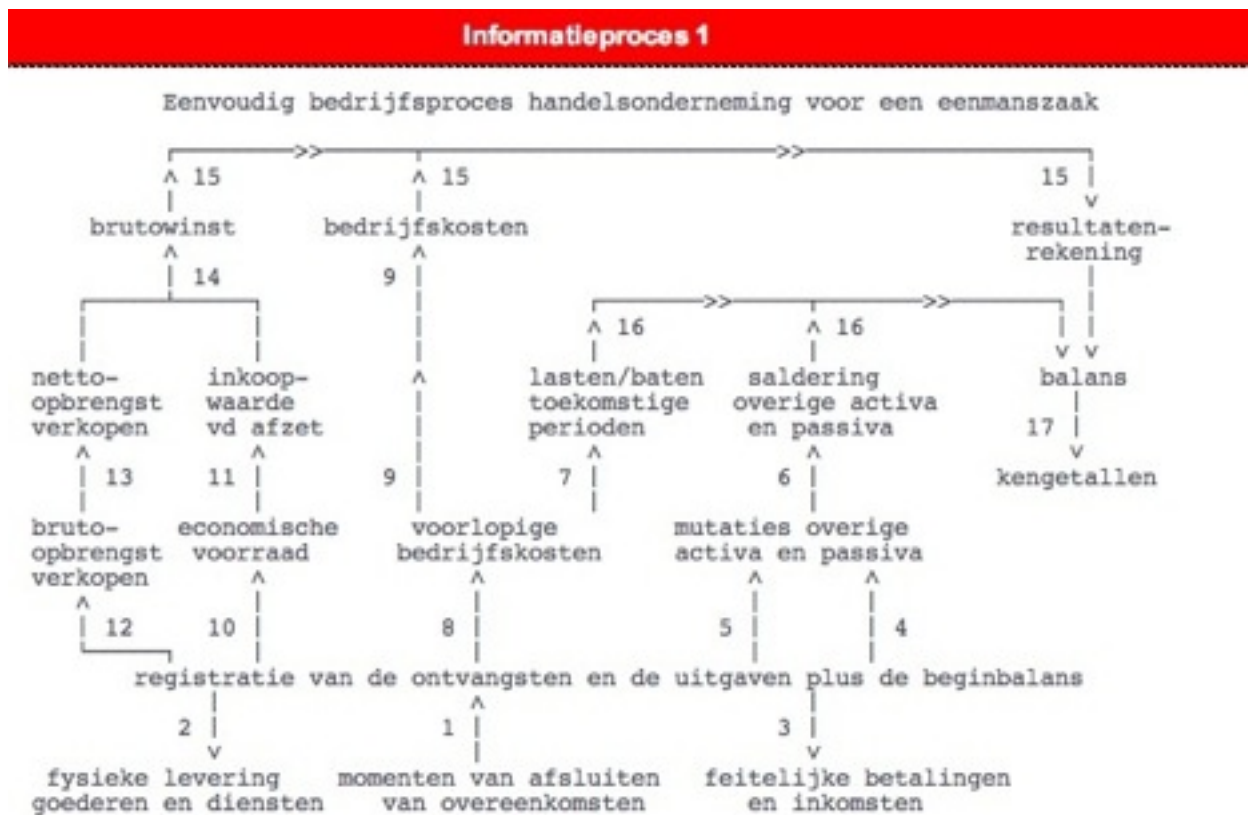 Informatieproces 1
Eenvoudig bedrijfsproces handelsonderneming voor een eenmanszaak
>> >>
15 15 15
brutowinst bedrijfskosten resultaten-
rekening
14 9
>> >>
16 16
netto- inkoop- lasten/baten saldering balans
opbrengst waarde toekomstige overige activa
verkopen vd afzet perioden en passiva 17
13 11 9 7 6 kengetallen
bruto- economische voorlopige mutaties overige
opbrengst voorraad bedrijfskosten activa en passiva
verkopen
12 10 8 5 4
registratie van de ontvangsten en de uitgaven plus de beginbalans
2 1 3
fysieke levering momenten van afsluiten feitelijke betalingen
goederen en diensten van overeenkomsten en inkomsten